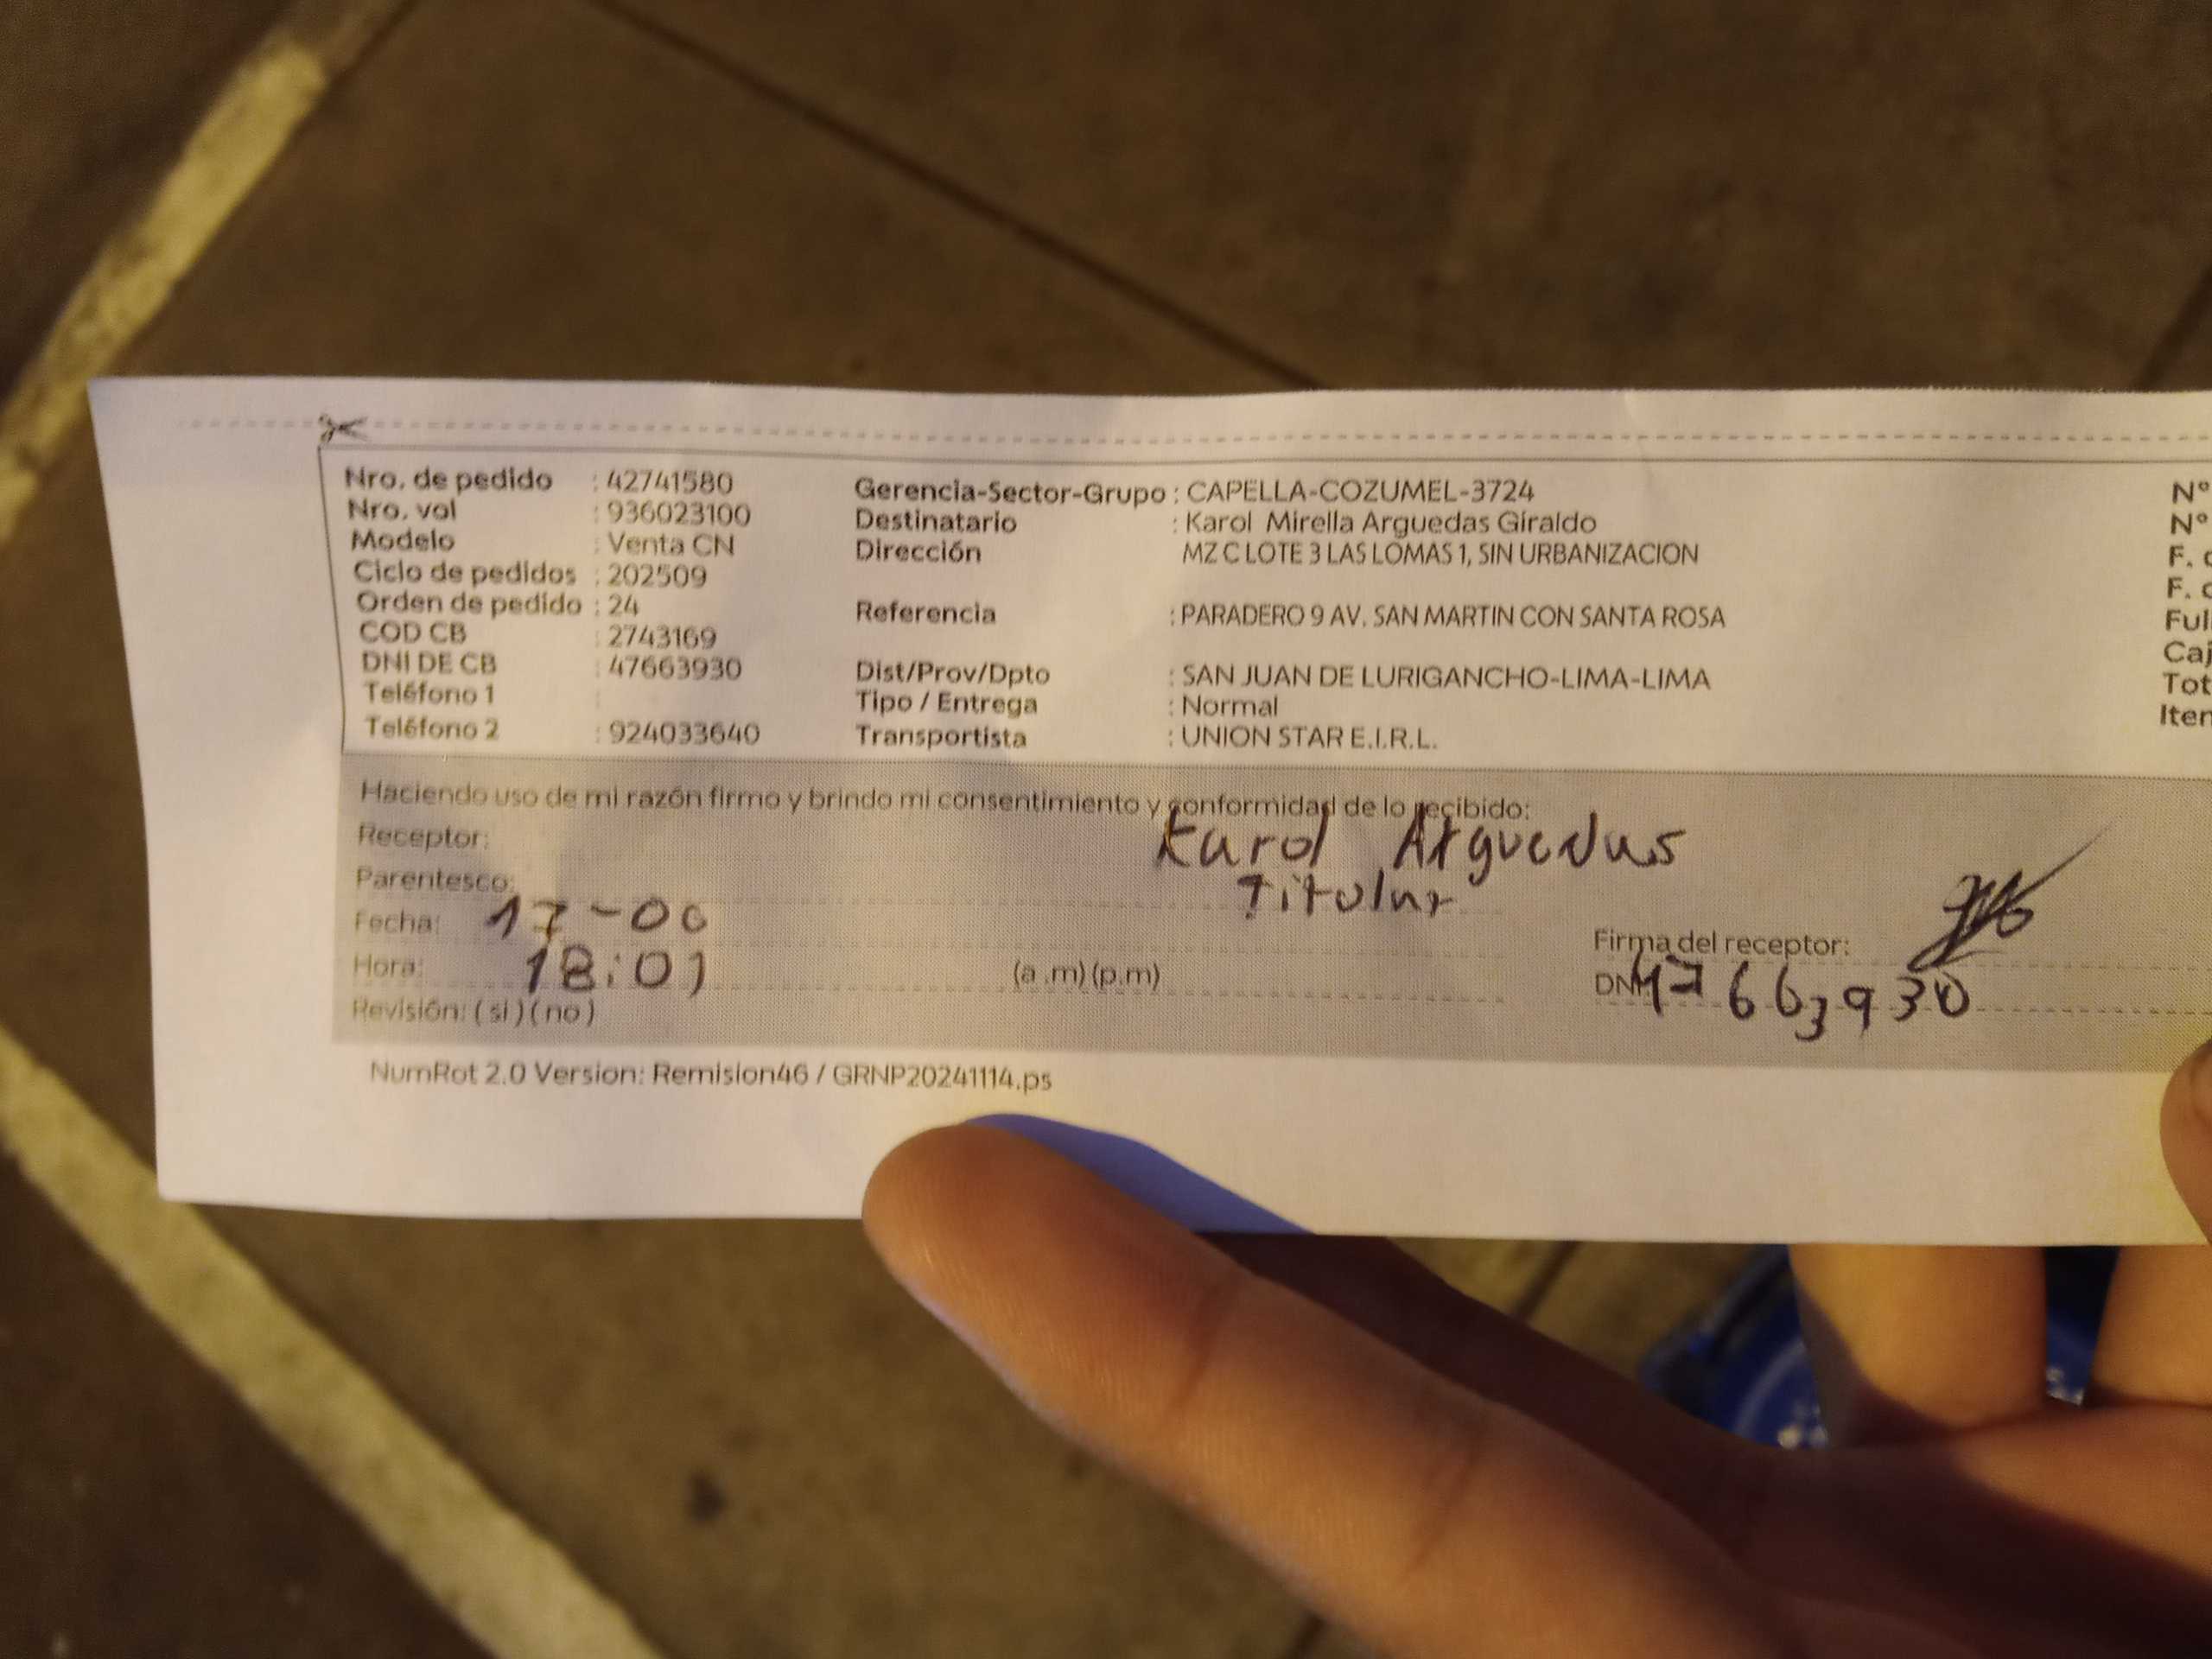 Nro. de pedido : 42741580
Nro. vol : 936023100
Modelo : Venta CN
Ciclo de pedidos : 202509
Orden de pedido : 24
COD CB : 2743169
DNI DE CB : 47663930
Teléfono 1 :
Teléfono 2 : 924033640
Gerencia-Sector-Grupo : CAPELLA-COZUMEL-3724
Destinatario : Karol Mirella Arguedas Giraldo
Dirección MZ C LOTE 3 LAS LOMAS 1, SIN URBANIZACION
Referencia : PARADERO 9 AV. SAN MARTIN CON SANTA ROSA
Dist/Prov/Dpto : SAN JUAN DE LURIGANCHO-LIMA-LIMA
Tipo / Entrega : Normal
Transportista : UNION STAR E.I.R.L.
N°
N°
F.
F.
Haciendo uso de mi razón firmo y brindo mi consentimiento y conformidad de lo recibido:
Receptor: Karol Arguedas
Parentesco: Titular
Fecha: 17-06
Hora: 18:01 (a .m) (p.m)
Revisión: ( si ) ( no )
Firma del receptor:
DNI 47663930
NumRot 2.0 Version: Remision46 / GRNP20241114.ps